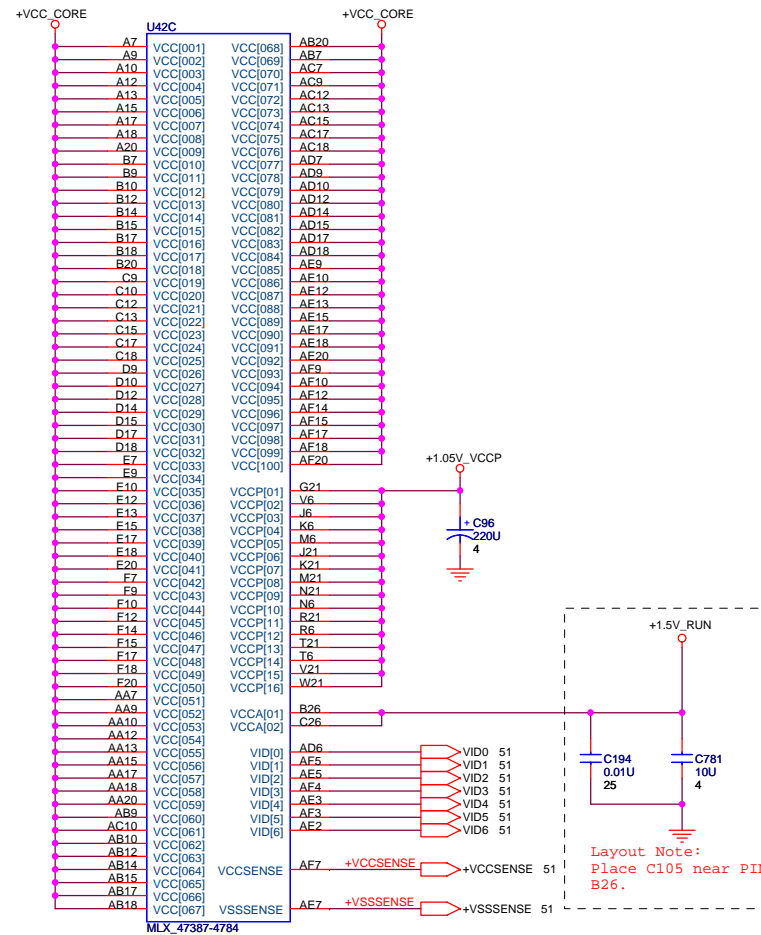 +VCC_CORE +VCC_CORE
U42C
A7 VCC[001] VCC[068] AB20
A9 VCC[002] VCC[069] AB7
A10 VCC[003] VCC[070] AC7
A12 VCC[004] VCC[071] AC9
A13 VCC[005] VCC[072] AC12
A15 VCC[006] VCC[073] AC13
A17 VCC[007] VCC[074] AC15
A18 VCC[008] VCC[075] AC17
A20 VCC[009] VCC[076] AC18
B7 VCC[010] VCC[077] AD7
B9 VCC[011] VCC[078] AD9
B10 VCC[012] VCC[079] AD10
B12 VCC[013] VCC[080] AD12
B14 VCC[014] VCC[081] AD14
B15 VCC[015] VCC[082] AD15
B17 VCC[016] VCC[083] AD17
B18 VCC[017] VCC[084] AD18
B20 VCC[018] VCC[085] AE9
C9 VCC[019] VCC[086] AE10
C10 VCC[020] VCC[087] AE12
C12 VCC[021] VCC[088] AE13
C13 VCC[022] VCC[089] AE15
C15 VCC[023] VCC[090] AE17
C17 VCC[024] VCC[091] AE18
C18 VCC[025] VCC[092] AE20
D9 VCC[026] VCC[093] AF9
D10 VCC[027] VCC[094] AF10
D12 VCC[028] VCC[095] AF12
D14 VCC[029] VCC[096] AF14
D15 VCC[030] VCC[097] AF15
D17 VCC[031] VCC[098] AF17
D18 VCC[032] VCC[099] AF18
E7 VCC[033] VCC[100] AF20
E9 VCC[034]
E10 VCC[035] VCCP[01] G21
E12 VCC[036] VCCP[02] V6
E13 VCC[037] VCCP[03] J6
E15 VCC[038] VCCP[04] K6
E17 VCC[039] VCCP[05] M6
E18 VCC[040] VCCP[06] J21
E20 VCC[041] VCCP[07] K21
F7 VCC[042] VCCP[08] M21
F9 VCC[043] VCCP[09] N21
F10 VCC[044] VCCP[10] N6
F12 VCC[045] VCCP[11] R21
F14 VCC[046] VCCP[12] R6
F15 VCC[047] VCCP[13] T21
F17 VCC[048] VCCP[14] T6
F18 VCC[049] VCCP[15] V21
F20 VCC[050] VCCP[16] W21
AA7 VCC[051]
AA9 VCC[052] VCCA[01] B26
AA10 VCC[053] VCCA[02] C26
AA12 VCC[054]
AA13 VCC[055] VID[0] AD6 VID0 51
AA15 VCC[056] VID[1] AF5 VID1 51
AA17 VCC[057] VID[2] AE5 VID2 51
AA18 VCC[058] VID[3] AF4 VID3 51
AA20 VCC[059] VID[4] AE3 VID4 51
AB9 VCC[060] VID[5] AF3 VID5 51
AC10 VCC[061] VID[6] AE2 VID6 51
AB10 VCC[062]
AB12 VCC[063]
AB14 VCC[064] VCCSENSE AF7 +VCCSENSE +VCCSENSE 51
AB15 VCC[065]
AB17 VCC[066]
AB18 VCC[067] VSSSENSE AE7 +VSSSENSE +VSSSENSE 51
MLX_47387-4784
+1.05V_VCCP
+ C96
220U
4
+1.5V_RUN
C194
0.01U
25
C781
10U
4
Layout Note:
Place C105 near PI
B26.